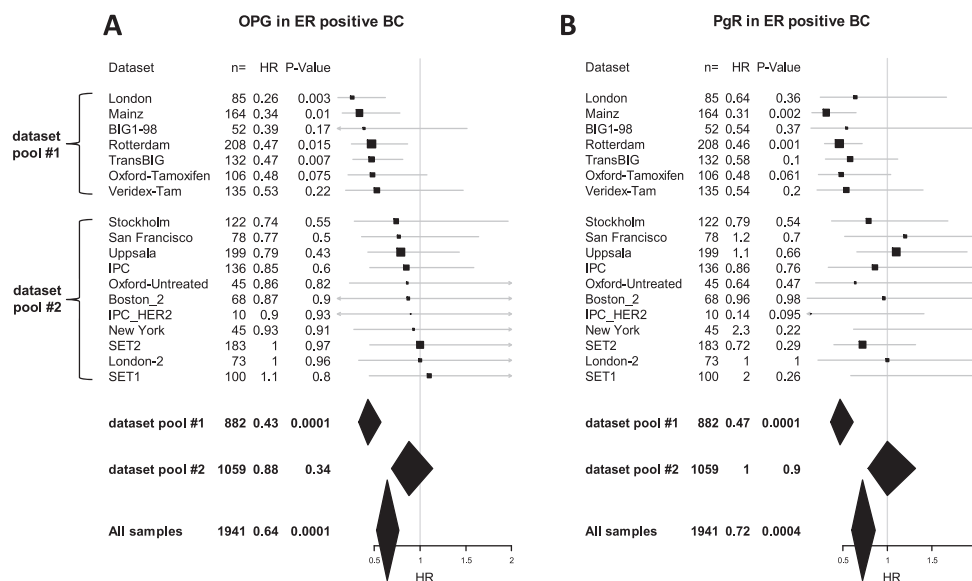 A OPG in ER positive BC
Dataset n= HR P-Value
dataset pool #1
London 85 0.26 0.003
Mainz 164 0.34 0.01
BIG1-98 52 0.39 0.17
Rotterdam 208 0.47 0.015
TransBIG 132 0.47 0.007
Oxford-Tamoxifen 106 0.48 0.075
Veridex-Tam 135 0.53 0.22
dataset pool #2
Stockholm 122 0.74 0.55
San Francisco 78 0.77 0.5
Uppsala 199 0.79 0.43
IPC 136 0.85 0.6
Oxford-Untreated 45 0.86 0.82
Boston_2 68 0.87 0.9
IPC_HER2 10 0.9 0.93
New York 45 0.93 0.91
SET2 183 1 0.97
London-2 73 1 0.96
SET1 100 1.1 0.8
dataset pool #1 882 0.43 0.0001
dataset pool #2 1059 0.88 0.34
All samples 1941 0.64 0.0001
0.5 1 1.5 2
HR
B PgR in ER positive BC
Dataset n= HR P-Value
London 85 0.64 0.36
Mainz 164 0.31 0.002
BIG1-98 52 0.54 0.37
Rotterdam 208 0.46 0.001
TransBIG 132 0.58 0.1
Oxford-Tamoxifen 106 0.48 0.061
Veridex-Tam 135 0.54 0.2
Stockholm 122 0.79 0.54
San Francisco 78 1.2 0.7
Uppsala 199 1.1 0.66
IPC 136 0.86 0.76
Oxford-Untreated 45 0.64 0.47
Boston_2 68 0.96 0.98
IPC_HER2 10 0.14 0.095
New York 45 2.3 0.22
SET2 183 0.72 0.29
London-2 73 1 1
SET1 100 2 0.26
dataset pool #1 882 0.47 0.0001
dataset pool #2 1059 1 0.9
All samples 1941 0.72 0.0004
0.5 1 1.5
HR